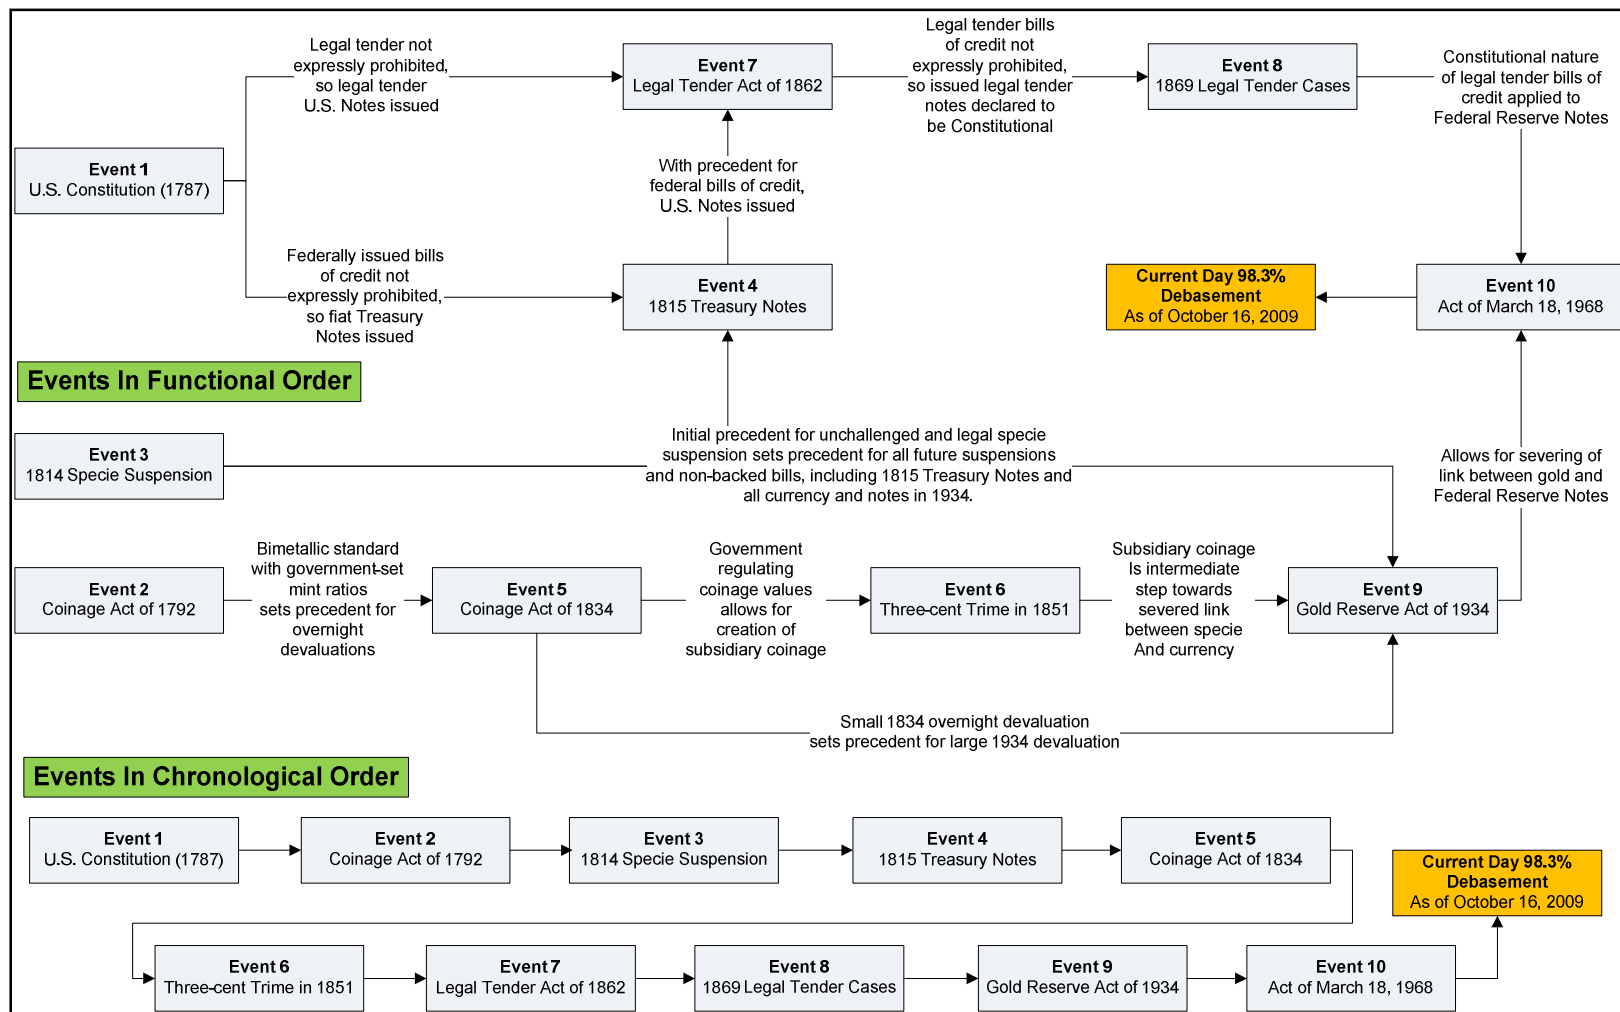 Legal tender not
expressly prohibited,
so legal tender
U.S. Notes issued
Event 7
Legal Tender Act of 1862
Legal tender bills
of credit not
expressly prohibited,
so issued legal tender
notes declared to
be Constitutional
Event 8
1869 Legal Tender Cases
Constitutional nature
of legal tender bills of
credit applied to
Federal Reserve Notes
Event 1
U.S. Constitution (1787)
With precedent for
federal bills of credit,
U.S. Notes issued
Federally issued bills
of credit not
expressly prohibited,
so fiat Treasury
Notes issued
Event 4
1815 Treasury Notes
Current Day 98.3%
Debasement
As of October 16, 2009
Event 10
Act of March 18, 1968
Events In Functional Order
Event 3
1814 Specie Suspension
Initial precedent for unchallenged and legal specie
suspension sets precedent for all future suspensions
and non-backed bills, including 1815 Treasury Notes and
all currency and notes in 1934.
Allows for severing of
link between gold and
Federal Reserve Notes
Event 2
Coinage Act of 1792
Bimetallic standard
with government-set
mint ratios
sets precedent for
overnight
devaluations
Event 5
Coinage Act of 1834
Government
regulating
coinage values
allows for
creation of
subsidiary coinage
Event 6
Three-cent Trime in 1851
Subsidiary coinage
Is intermediate
step towards
severed link
between specie
And currency
Event 9
Gold Reserve Act of 1934
Small 1834 overnight devaluation
sets precedent for large 1934 devaluation
Events In Chronological Order
Event 1
U.S. Constitution (1787)
Event 2
Coinage Act of 1792
Event 3
1814 Specie Suspension
Event 4
1815 Treasury Notes
Event 5
Coinage Act of 1834
Current Day 98.3%
Debasement
As of October 16, 2009
Event 6
Three-cent Trime in 1851
Event 7
Legal Tender Act of 1862
Event 8
1869 Legal Tender Cases
Event 9
Gold Reserve Act of 1934
Event 10
Act of March 18, 1968